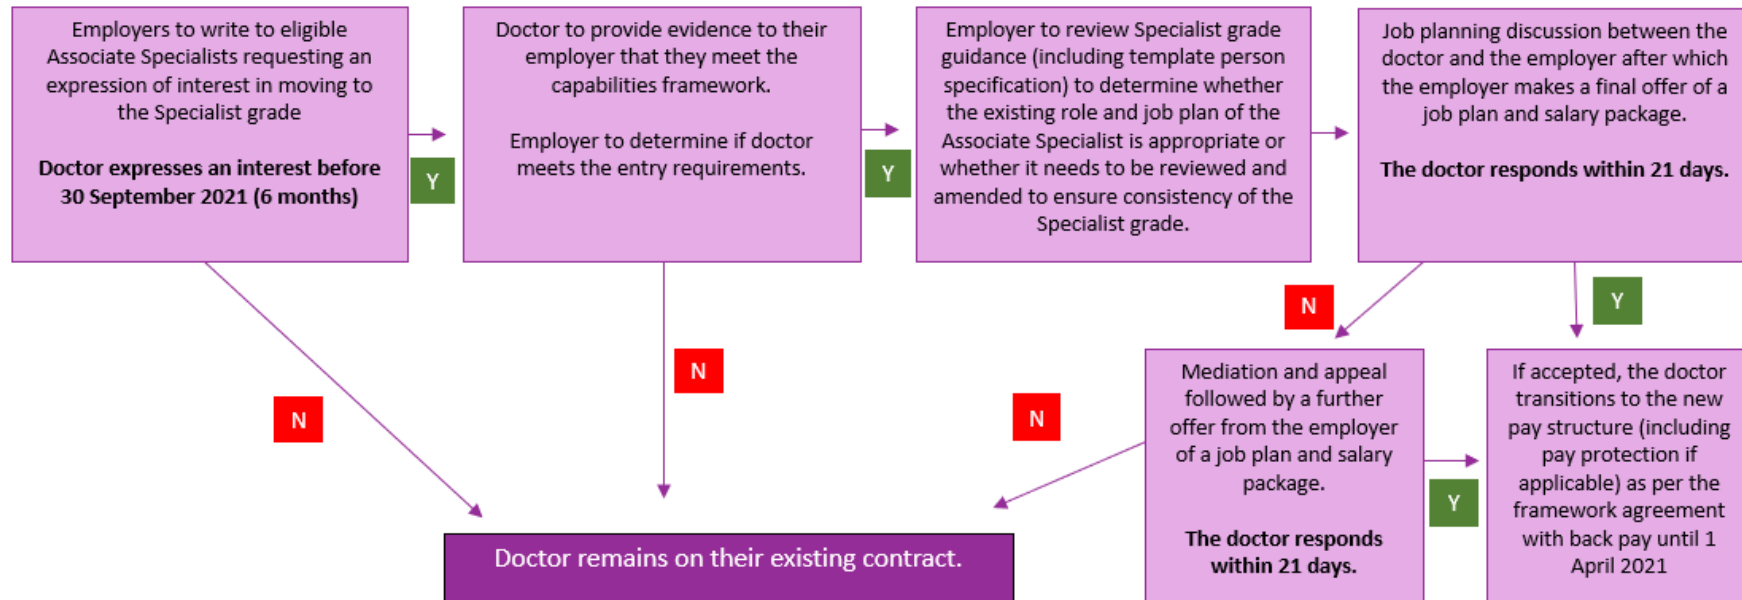 Employers to write to eligible
Associate Specialists requesting an
expression of interest in moving to
the Specialist grade
Doctor expresses an interest before
30 September 2021 (6 months)
Y
Doctor to provide evidence to their
employer that they meet the
capabilities framework.
Employer to determine if doctor
meets the entry requirements.
Y
Employer to review Specialist grade
guidance (including template person
specification) to determine whether
the existing role and job plan of the
Associate Specialist is appropriate or
whether it needs to be reviewed and
amended to ensure consistency of the
Specialist grade.
Job planning discussion between the
doctor and the employer after which
the employer makes a final offer of a
job plan and salary package.
The doctor responds within 21 days.
N
Y
N
N
N
Mediation and appeal
followed by a further
offer from the employer
of a job plan and salary
package.
The doctor responds
within 21 days.
Y
If accepted, the doctor
transitions to the new
pay structure (including
pay protection if
applicable) as per the
framework agreement
with back pay until 1
April 2021
Doctor remains on their existing contract.